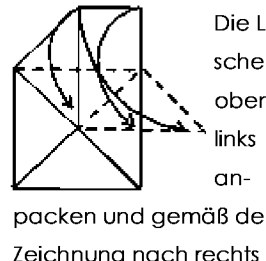 Die L
sche
ober
links
an-
packen und gemäß de
Zeichnung nach rechts